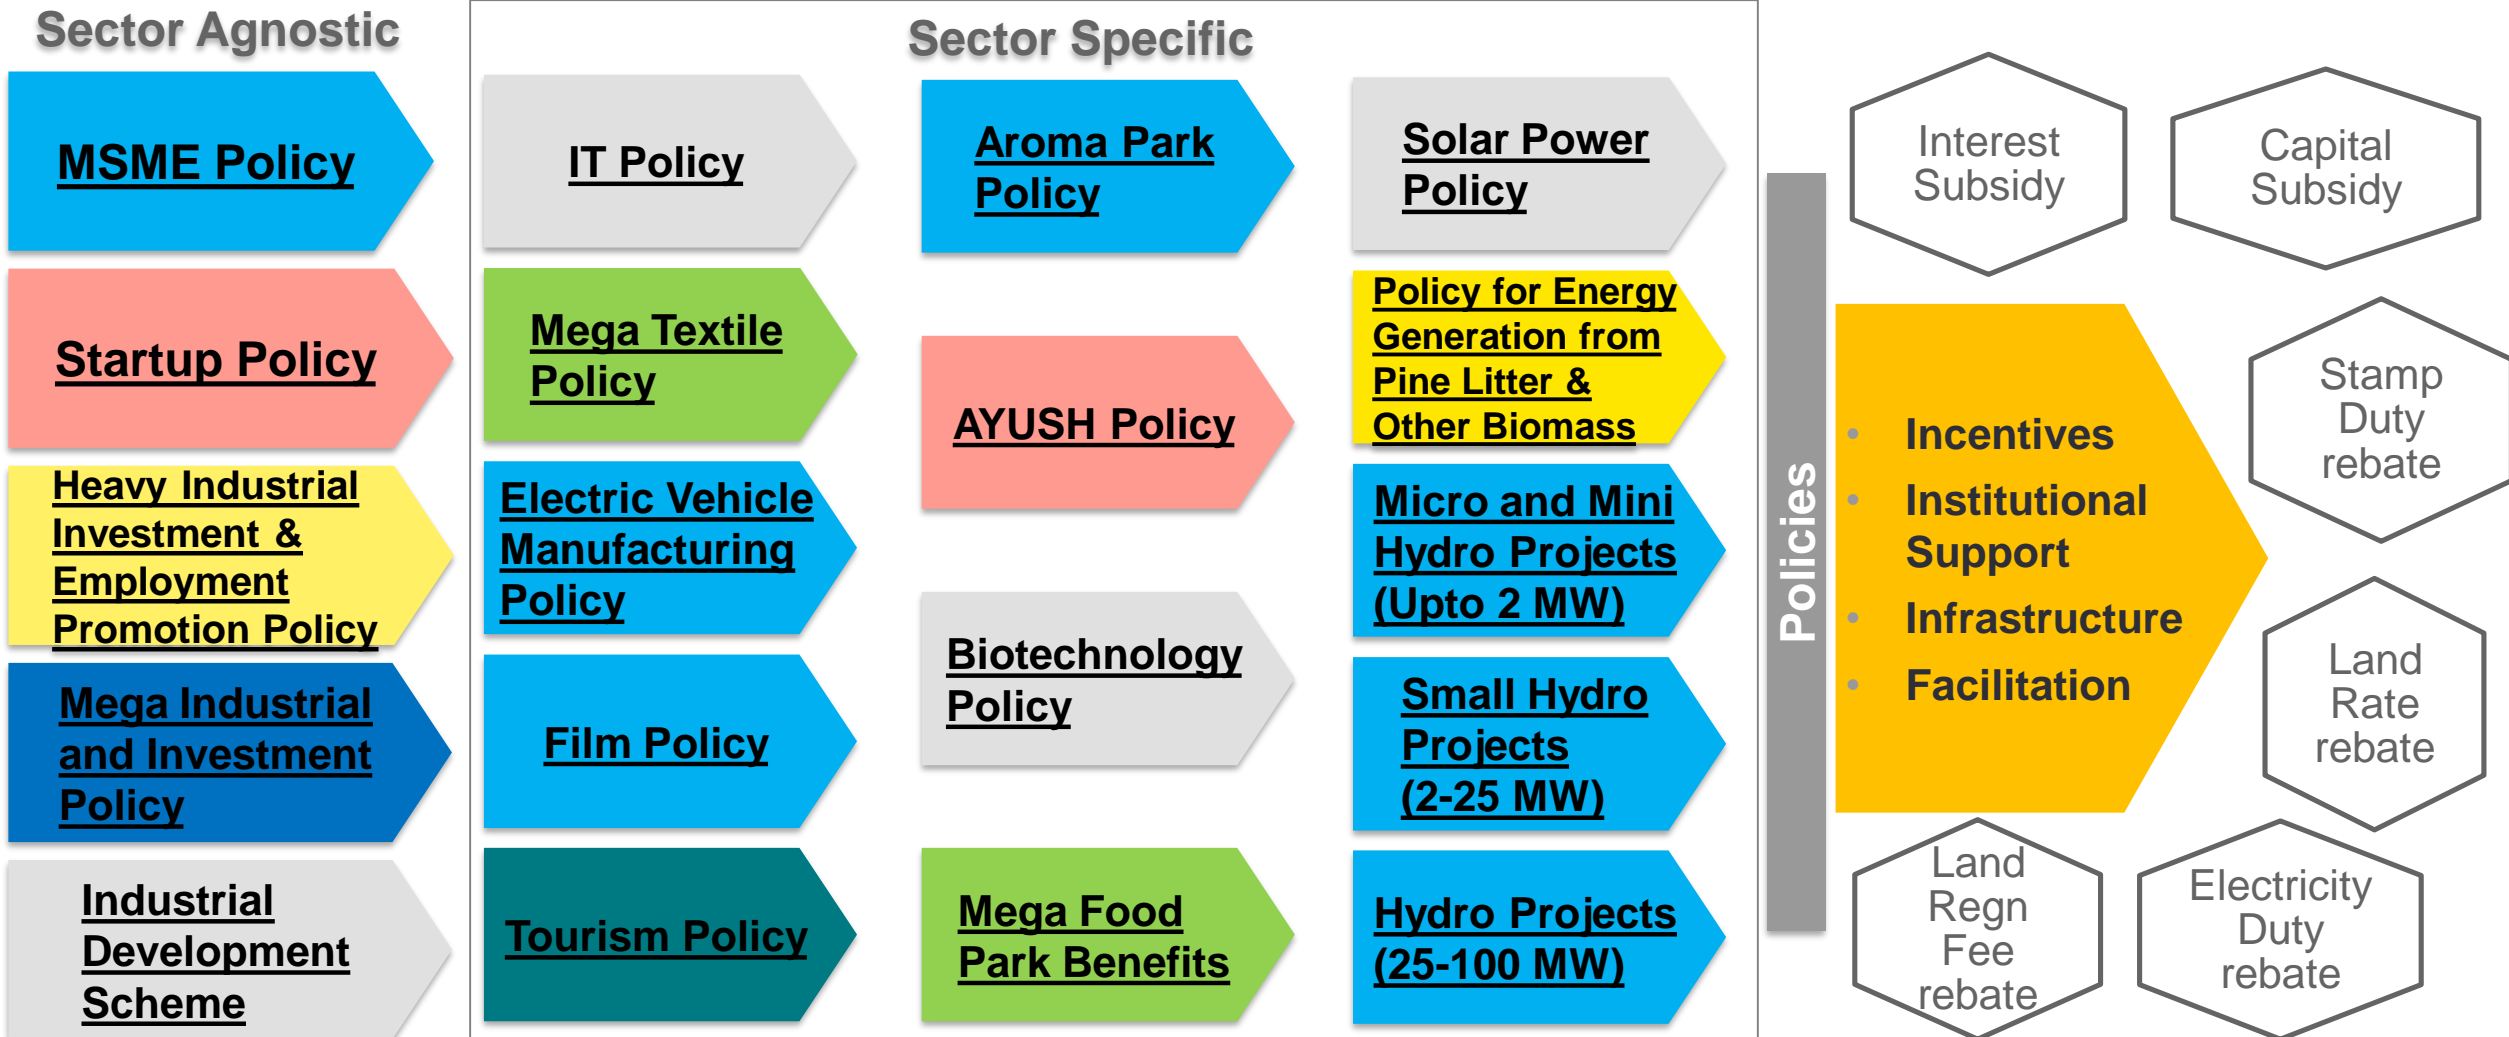 Sector Agnostic
MSME Policy
Startup Policy
Heavy Industrial
Investment &
Employment
Promotion Policy
Mega Industrial
and Investment
Policy
Industrial
Development
Scheme
Sector Specific
IT Policy
Mega Textile
Policy
Electric Vehicle
Manufacturing
Policy
Film Policy
Tourism Policy
Aroma Park
Policy
AYUSH Policy
Biotechnology
Policy
Mega Food
Park Benefits
Solar Power
Policy
Policy for Energy
Generation from
Pine Litter &
Other Biomass
Micro and Mini
Hydro Projects
(Upto 2 MW)
Small Hydro
Projects
(2-25 MW)
Hydro Projects
(25-100 MW)
Policies
• Incentives
• Institutional
Support
• Infrastructure
• Facilitation
Interest
Subsidy
Capital
Subsidy
Stamp
Duty
rebate
Land
Rate
rebate
Land
Regn
Fee
rebate
Electricity
Duty
rebate